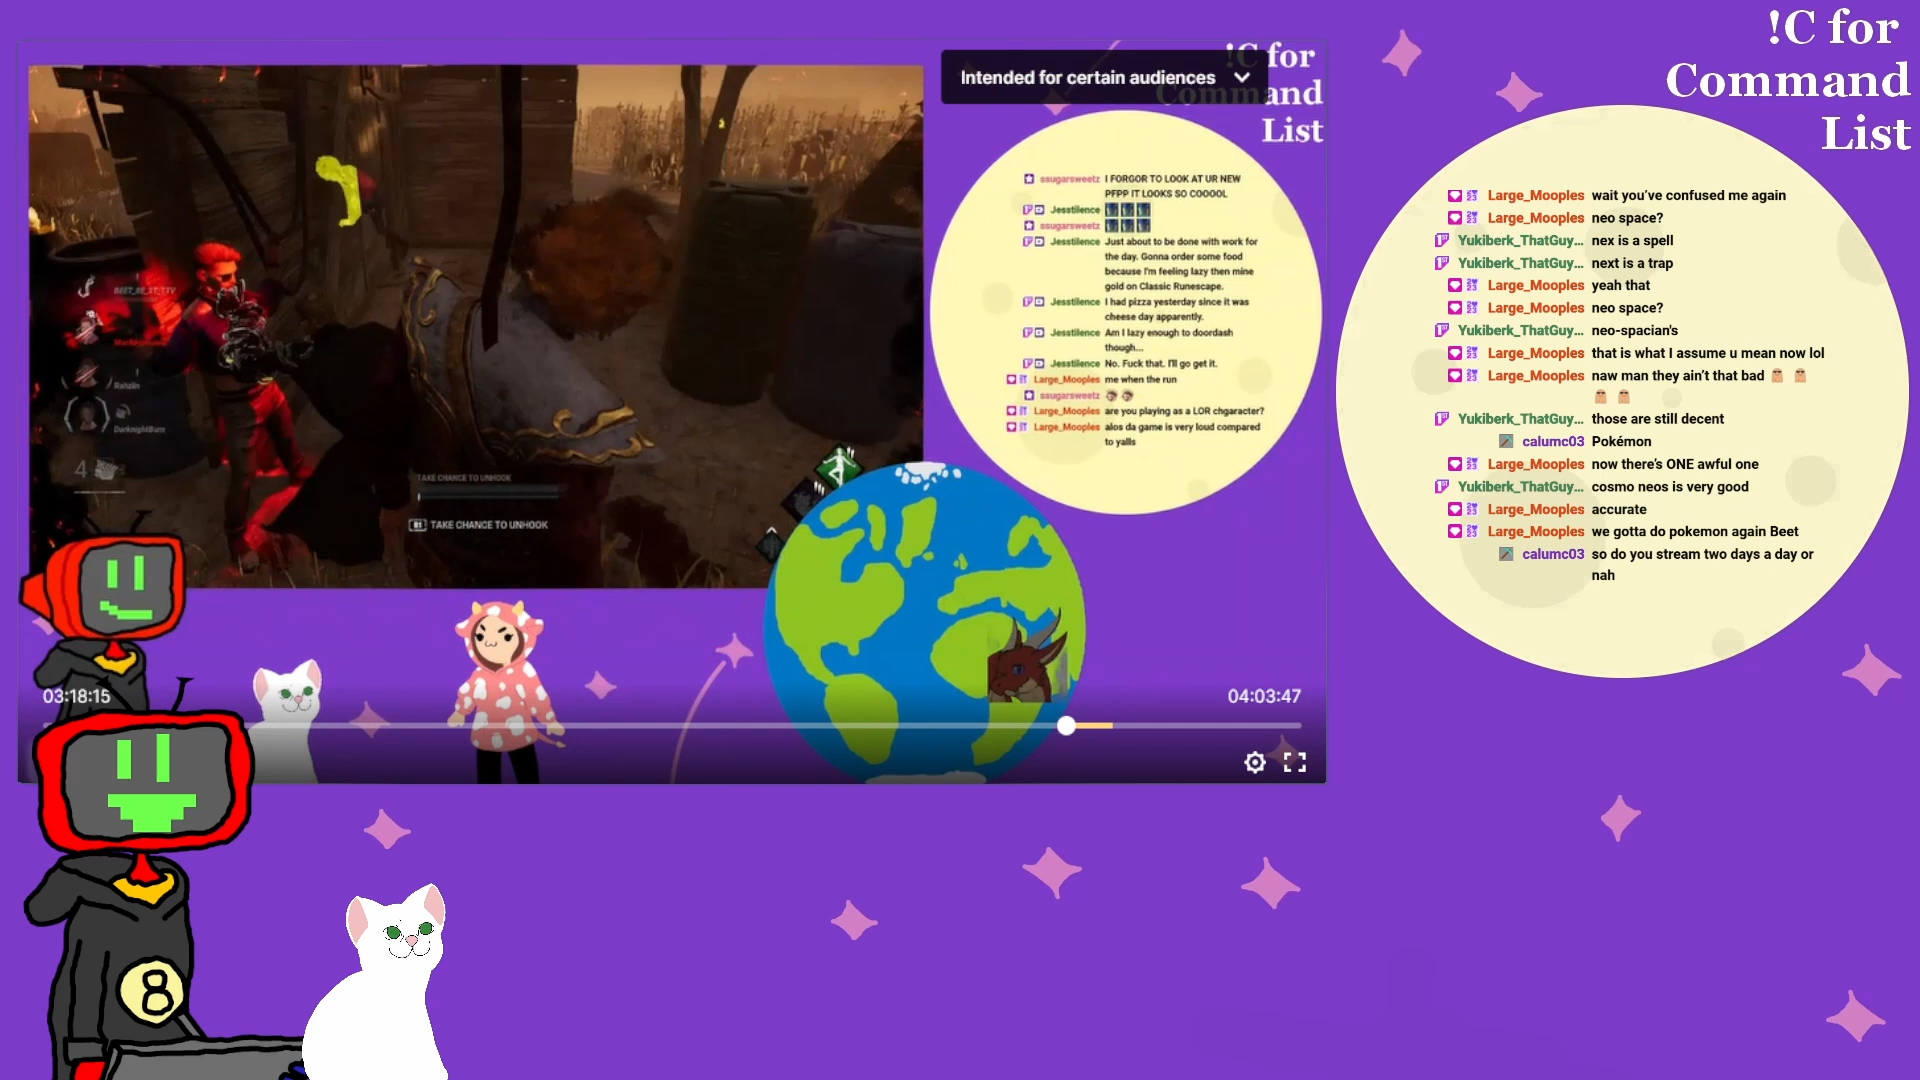 !C for
Command
List
Intended for certain audiences
!C for
Command
List
ssugarsweetz I FORGOR TO LOOK AT UR NEW
PFPP IT LOOKS SO COOOOL
Jesstilence
ssugarsweetz
Jesstilence Just about to be done with work for
the day. Gonna order some food
because I'm feeling lazy then mine
gold on Classic Runescape.
Jesstilence I had pizza yesterday since it was
cheese day apparently.
Jesstilence Am I lazy enough to doordash
though...
Jesstilence No. Fuck that. I'll go get it.
Large_Mooples me when the run
ssugarsweetz
Large_Mooples are you playing as a LOR chgaracter?
Large_Mooples alos da game is very loud compared
to yalls
Rahzlin
DarknightBurn
4
TAKE CHANCE TO UNHOOK
R1 TAKE CHANCE TO UNHOOK
03:18:15
04:03:47
8
Large_Mooples wait you've confused me again
Large_Mooples neo space?
Yukiberk_ThatGuy... nex is a spell
Yukiberk_ThatGuy... next is a trap
Large_Mooples yeah that
Large_Mooples neo space?
Yukiberk_ThatGuy... neo-spacian's
Large_Mooples that is what I assume u mean now lol
Large_Mooples naw man they ain't that bad
Yukiberk_ThatGuy... those are still decent
calumc03 Pokémon
Large_Mooples now there's ONE awful one
Yukiberk_ThatGuy... cosmo neos is very good
Large_Mooples accurate
Large_Mooples we gotta do pokemon again Beet
calumc03 so do you stream two days a day or
nah